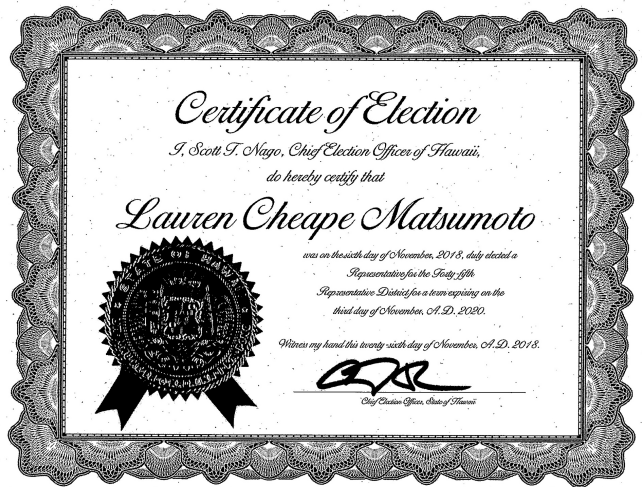 Certificate of Election
I, Scott T. Nago, Chief Election Officer of Hawaii,
do hereby certify that
Lauren Cheape Matsumoto
was on the sixth day of November, 2018, duly elected a
Representative for the Forty-fifth
Representative District for a term expiring on the
third day of November, A.D. 2020.
Witness my hand this twenty-sixth day of November, A.D. 2018.
Chief Election Officer, State of Hawaii
STATE OF HAWAII